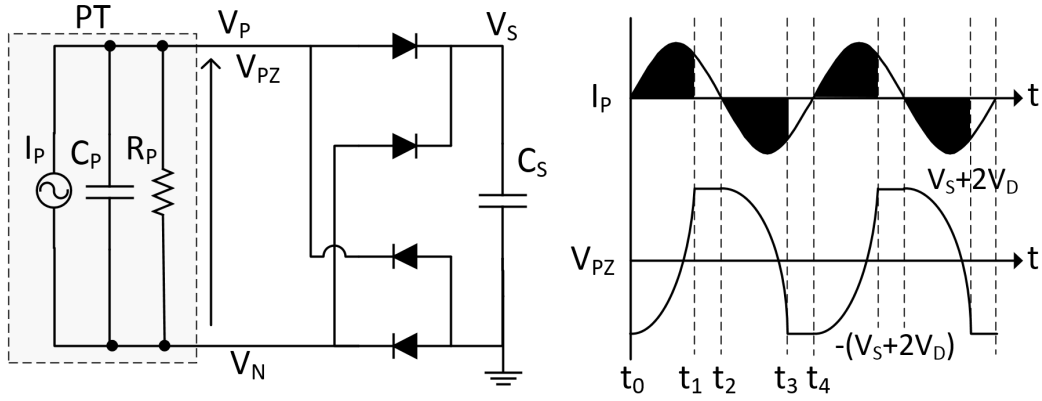 PT
V_P
V_PZ
V_S
I_P
C_P
R_P
C_S
V_N
I_P
t
V_S+2V_D
V_PZ
t
-(V_S+2V_D)
t_0
t_1
t_2
t_3
t_4